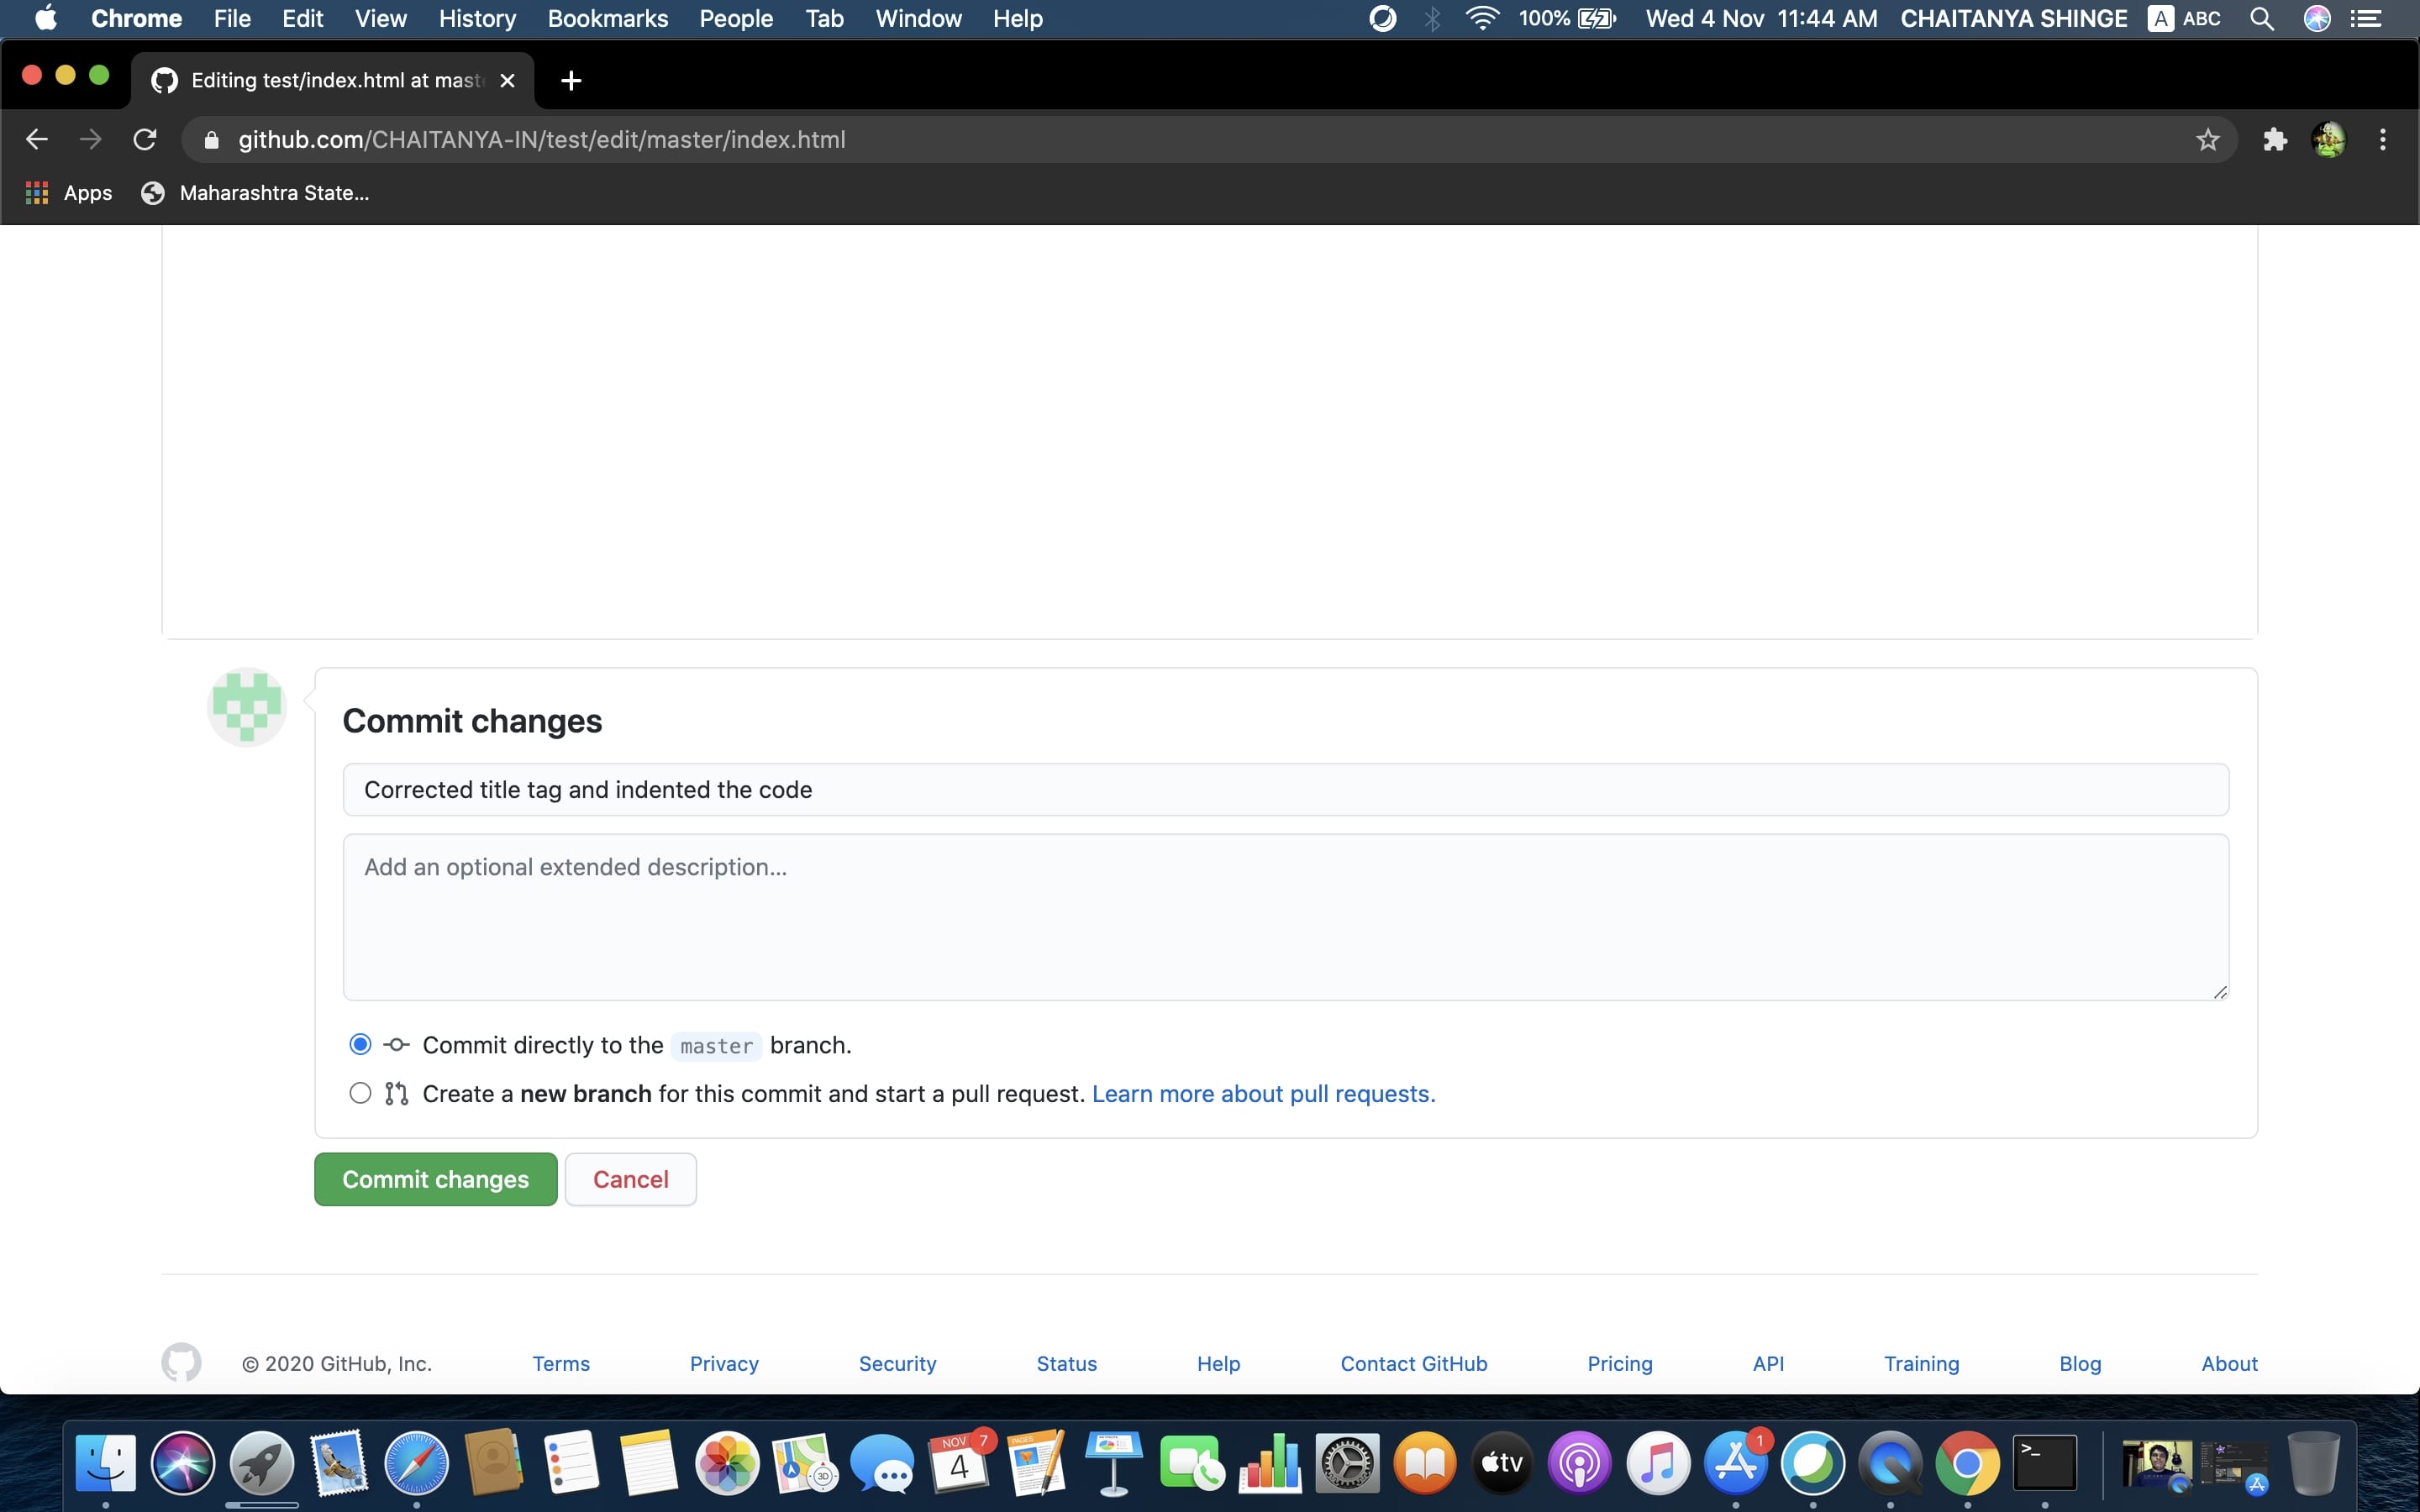 Chrome File Edit View History Bookmarks People Tab Window Help 100% Wed 4 Nov 11:44 AM CHAITANYA SHINGE A ABC
Editing test/index.html at mast
github.com/CHAITANYA-IN/test/edit/master/index.html
Apps Maharashtra State...
Commit changes
Corrected title tag and indented the code
Add an optional extended description...
Commit directly to the master branch.
Create a new branch for this commit and start a pull request. Learn more about pull requests.
Commit changes Cancel
© 2020 GitHub, Inc. Terms Privacy Security Status Help Contact GitHub Pricing API Training Blog About
NOV 4 7 PAGES 3D tv 1 >_